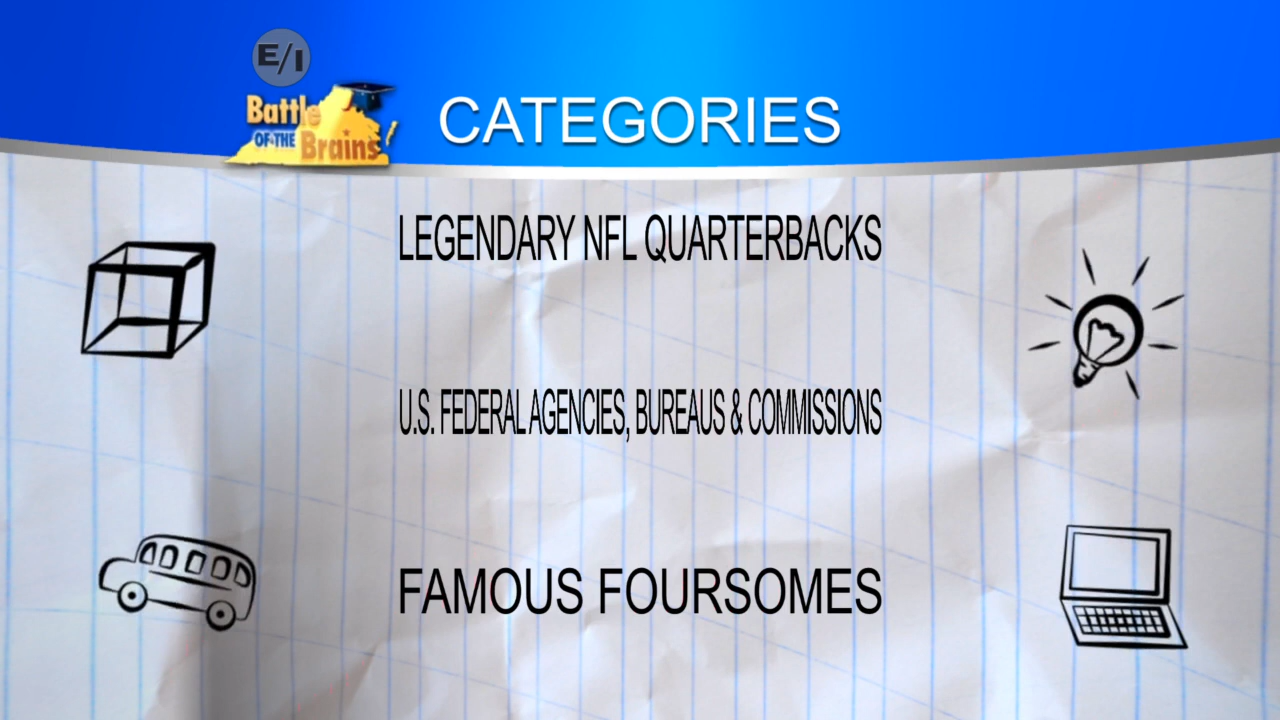 E/I
Battle
OF THE
Brains
CATEGORIES
LEGENDARY NFL QUARTERBACKS
U.S. FEDERAL AGENCIES, BUREAUS & COMMISSIONS
FAMOUS FOURSOMES